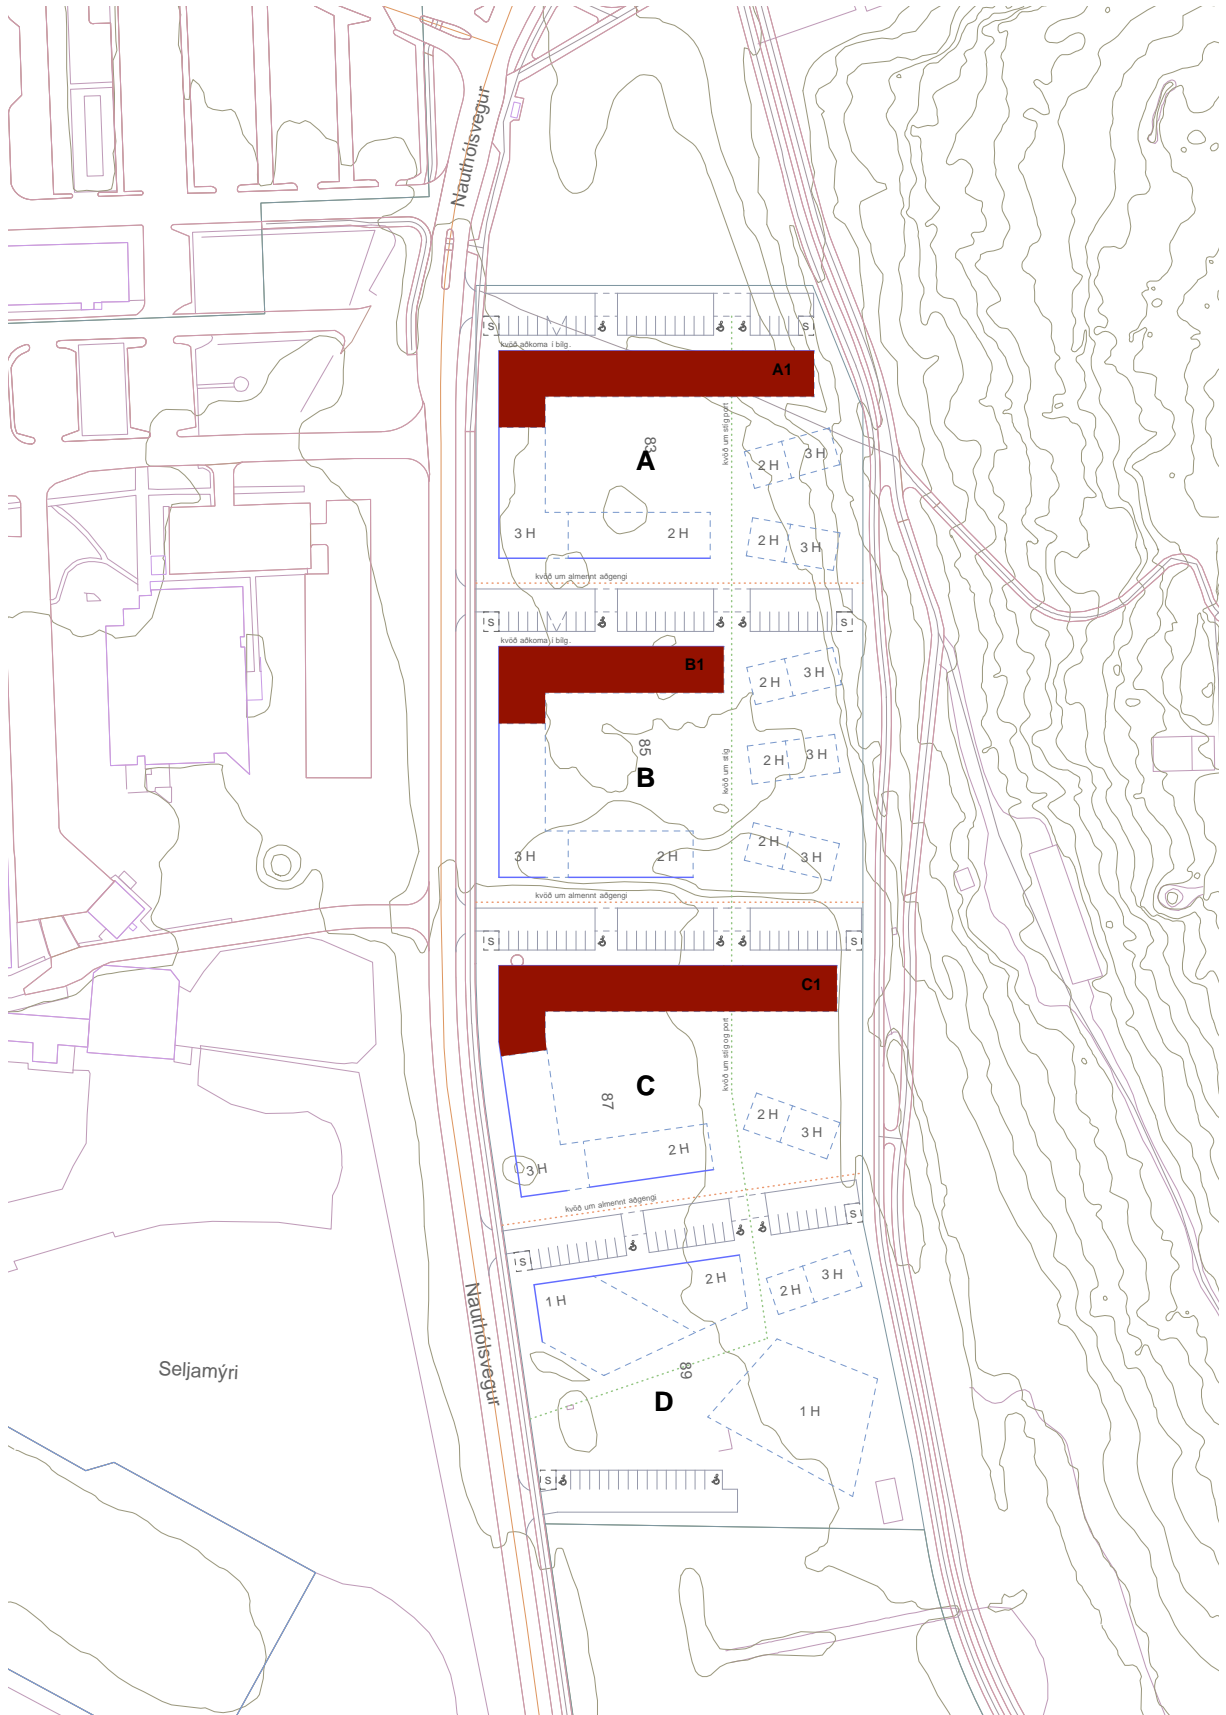 Nauthólsvegur
S
S
kvöð aðkoma í bílg.
A1
kvöð um stíg port
83
A
2 H
3 H
3 H
2 H
2 H
3 H
kvöð um almennt aðgengi
S
S
kvöð aðkoma í bílg.
B1
2 H
3 H
85
B
kvöð um stíg
2 H
3 H
3 H
2 H
2 H
3 H
kvöð um almennt aðgengi
S
S
C1
kvöð um stíg og port
C
87
2 H
3 H
2 H
3 H
kvöð um almennt aðgengi
S
S
1 H
2 H
2 H
3 H
Nauthólsvegur
Seljamýri
89
D
1 H
S